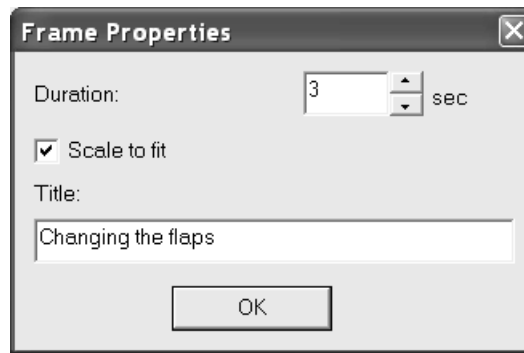 Frame Properties
Duration: 3 sec
Scale to fit
Title:
Changing the flaps
OK